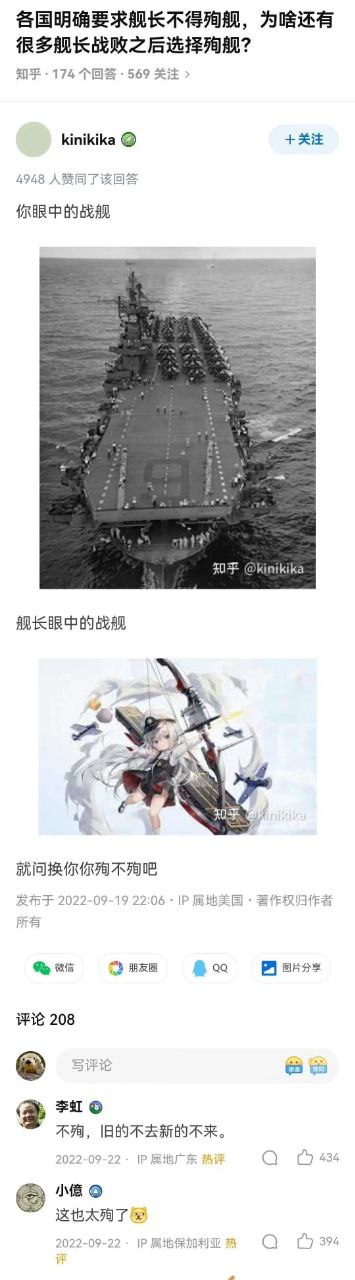 各国明确要求舰长不得殉舰，为啥还有
很多舰长战败之后选择殉舰？
知乎 · 174 个回答 · 569 关注 >
kinikika
＋关注
4948 人赞同了该回答
你眼中的战舰
知乎 @kinikika
舰长眼中的战舰
知乎 @kinikika
就问换你你殉不殉吧
发布于 2022-09-19 22:06 · IP 属地美国 · 著作权归作者
所有
微信
朋友圈
QQ
图片分享
评论 208
写评论
李虹
不殉，旧的不去新的不来。
2022-09-22 · IP 属地广东 热评
434
小億
这也太殉了
2022-09-22 · IP 属地保加利亚 热
评
394